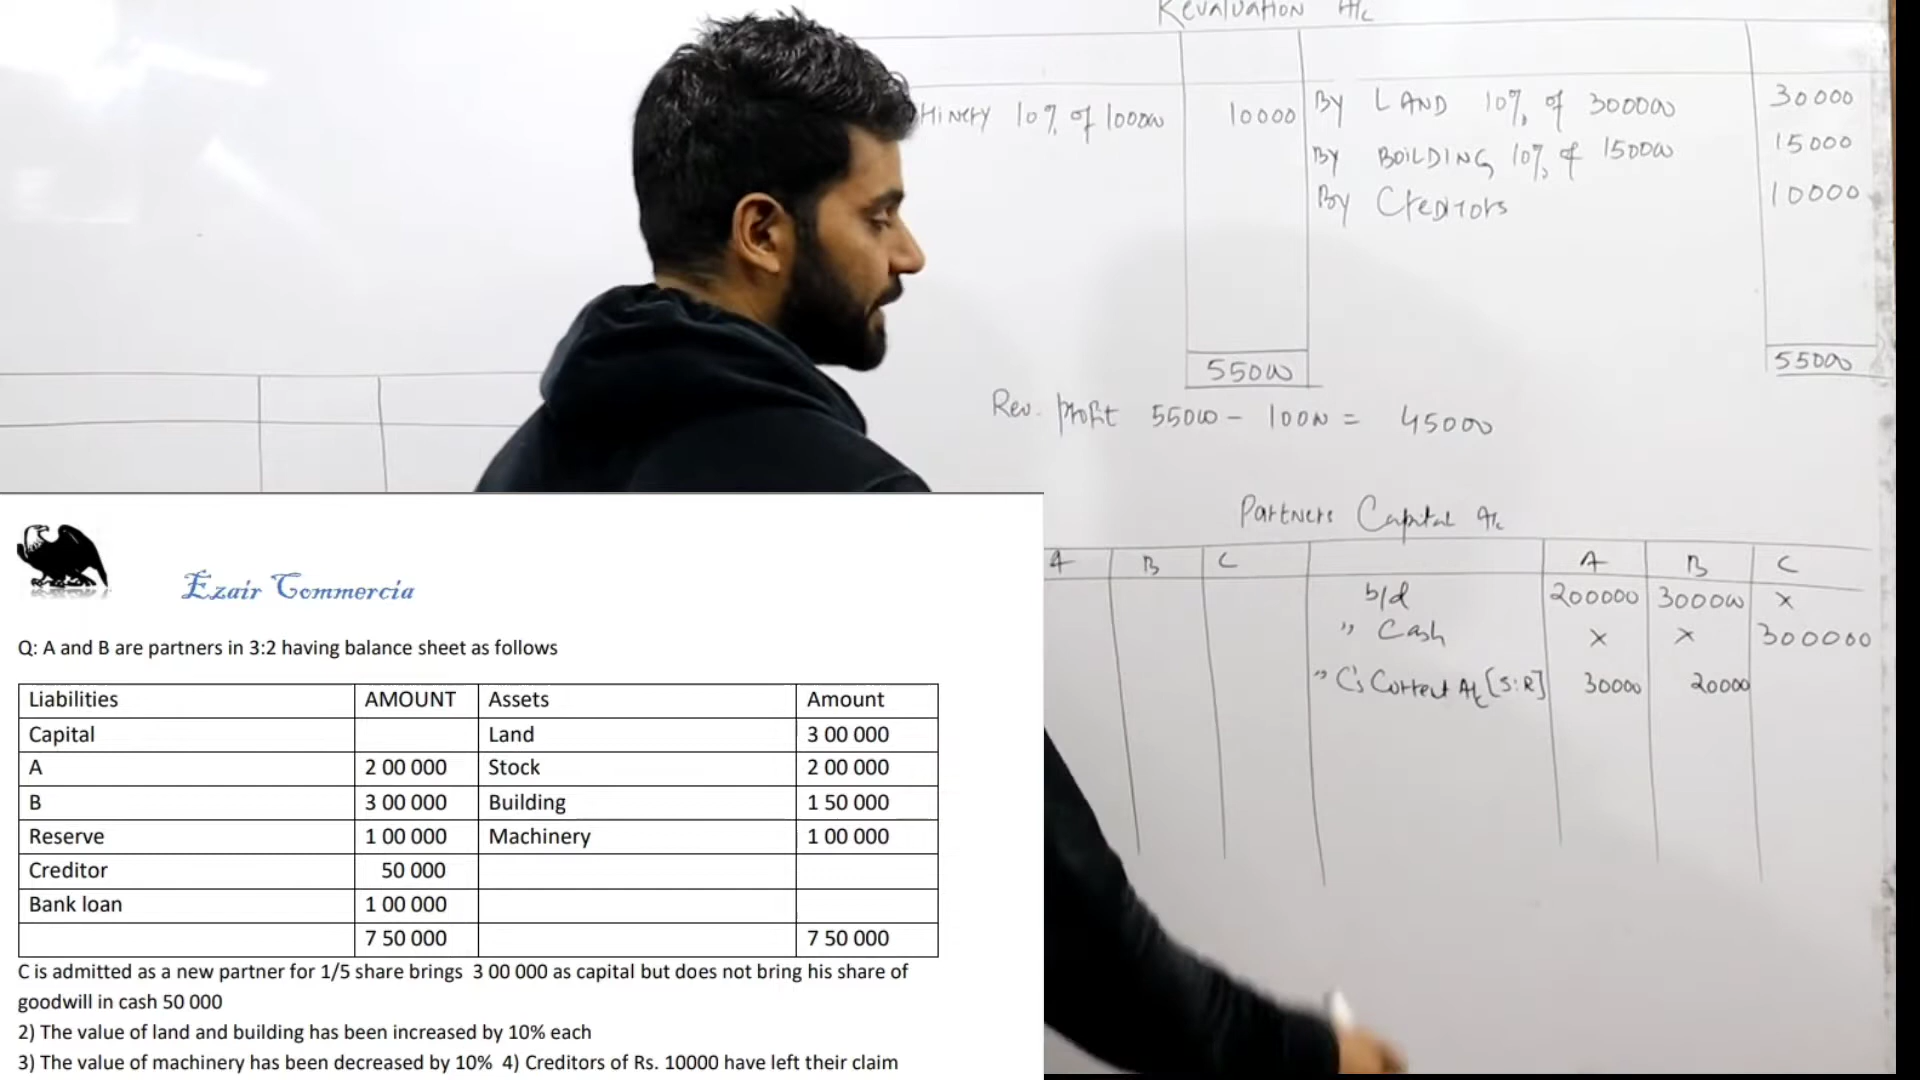 Revaluation A/c
Hinery 10% of 100000 10000 By LAND 10% of 300000 30000
By BOiLDING 10% of 150000 15000
By Creditors 10000
55000 55000
Rev. profit 55000 - 10000 = 45000
Partners Capital A/c
A B C A B C
b/d 200000 300000 x
" Cash x x 300000
" C's Current A/c [S:R] 30000 20000
Ezair Commercia
Q: A and B are partners in 3:2 having balance sheet as follows
Liabilities AMOUNT Assets Amount
Capital Land 3 00 000
A 2 00 000 Stock 2 00 000
B 3 00 000 Building 1 50 000
Reserve 1 00 000 Machinery 1 00 000
Creditor 50 000
Bank loan 1 00 000
7 50 000 7 50 000
C is admitted as a new partner for 1/5 share brings 3 00 000 as capital but does not bring his share of
goodwill in cash 50 000
2) The value of land and building has been increased by 10% each
3) The value of machinery has been decreased by 10% 4) Creditors of Rs. 10000 have left their claim